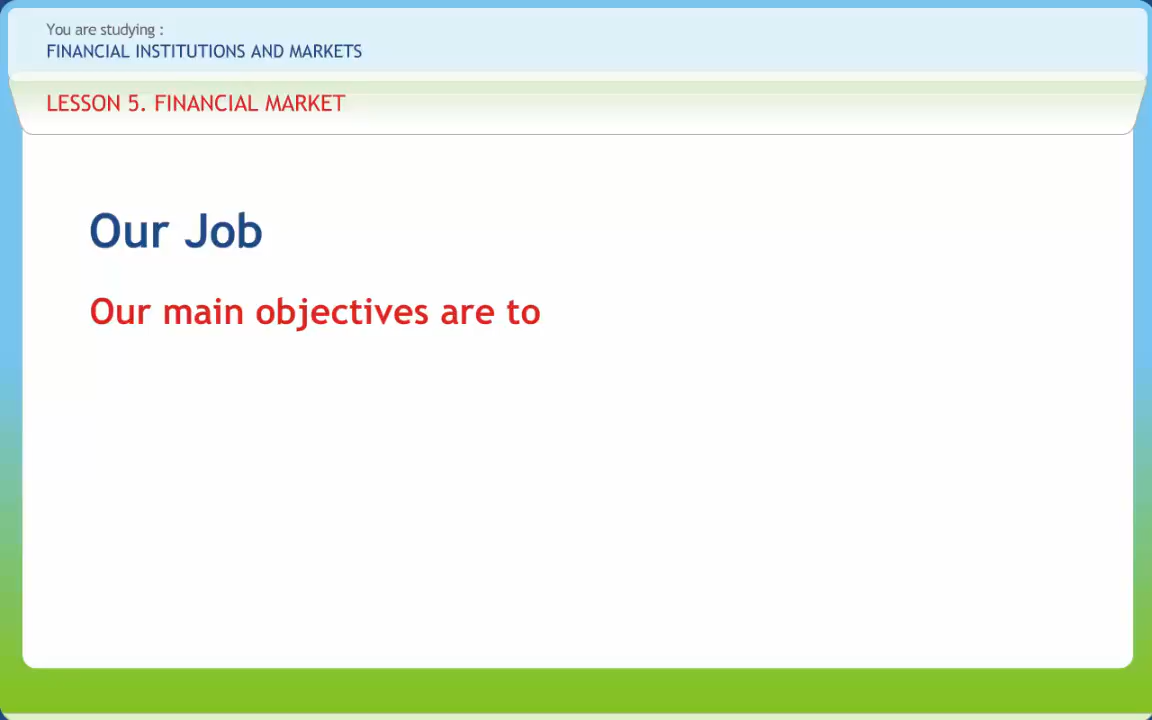 You are studying :
FINANCIAL INSTITUTIONS AND MARKETS
LESSON 5. FINANCIAL MARKET
Our Job
Our main objectives are to